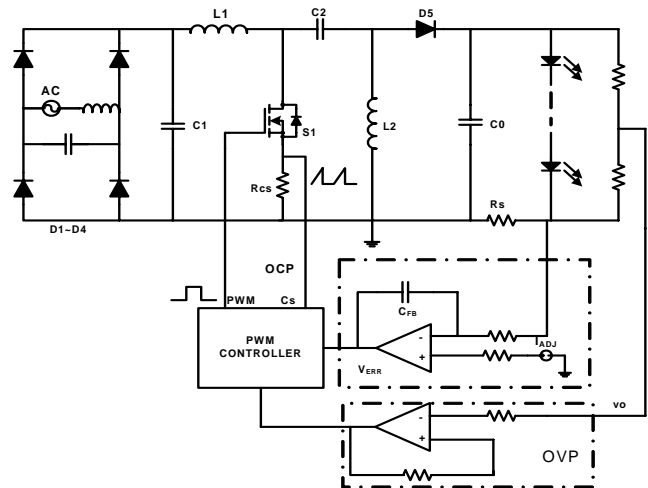 L1
C2
D5
AC
C1
S1
L2
C0
Rcs
Rs
D1~D4
OCP
PWM
Cs
CFB
PWM
CONTROLLER
-
+
IADJ
VERR
vo
-
+
OVP